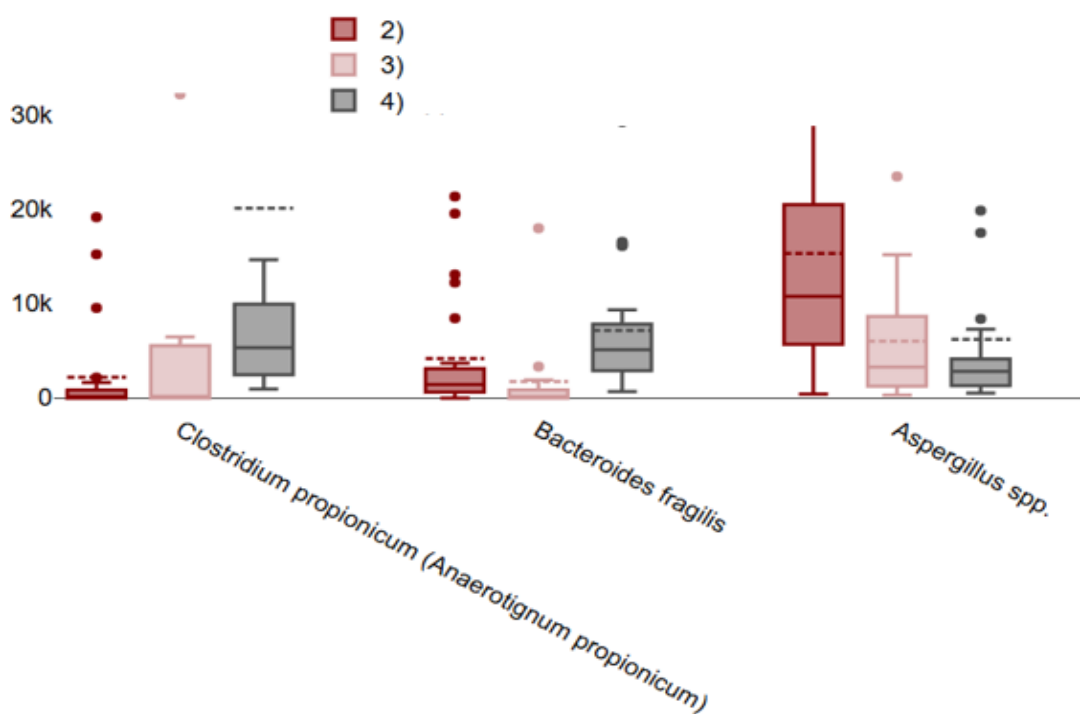 2)
3)
4)
30k
20k
10k
0
Clostridium propionicum (Anaerotignum propionicum)
Bacteroides fragilis
Aspergillus spp.